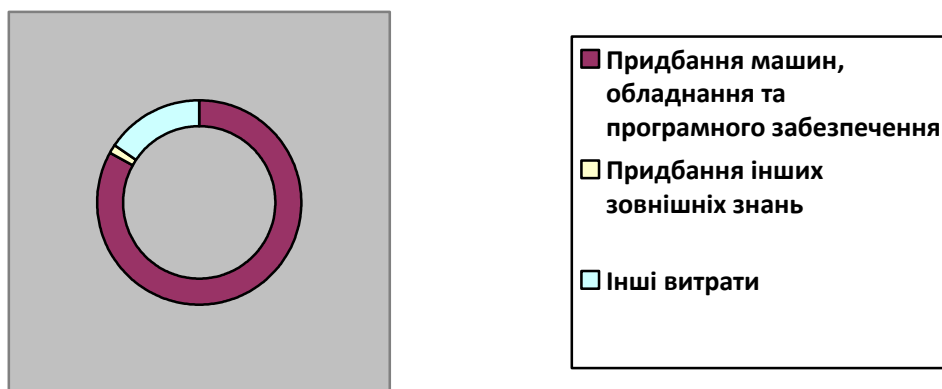 Придбання машин,
обладнання та
програмного забезпечення
Придбання інших
зовнішніх знань
Інші витрати